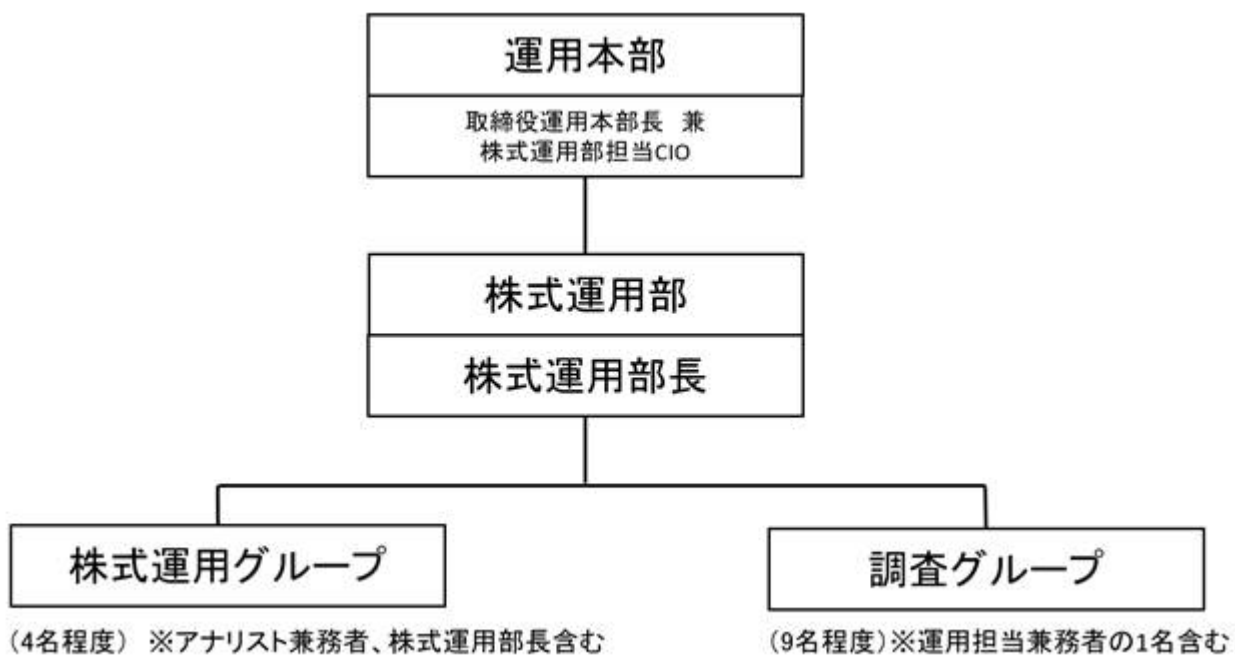 運用本部
取締役運用本部長　兼
株式運用部担当CIO
株式運用部
株式運用部長
株式運用グループ
調査グループ
(4名程度)　※アナリスト兼務者、株式運用部長含む
(9名程度)※運用担当兼務者の1名含む